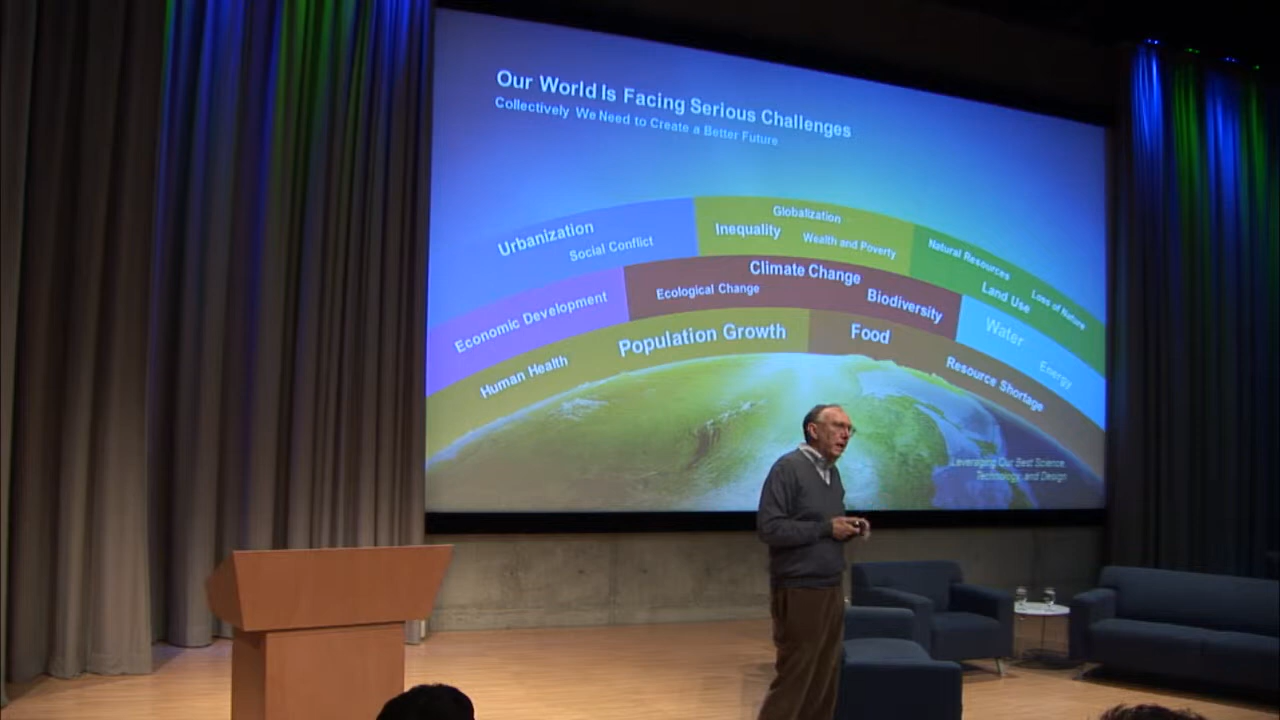 Our World Is Facing Serious Challenges
Collectively We Need to Create a Better Future
Globalization
Urbanization
Inequality
Wealth and Poverty
Natural Resources
Social Conflict
Climate Change
Land Use
Loss of Nature
Economic Development
Ecological Change
Biodiversity
Water
Population Growth
Food
Energy
Human Health
Resource Shortage
Leveraging Our Best Science,
Technology, and Design